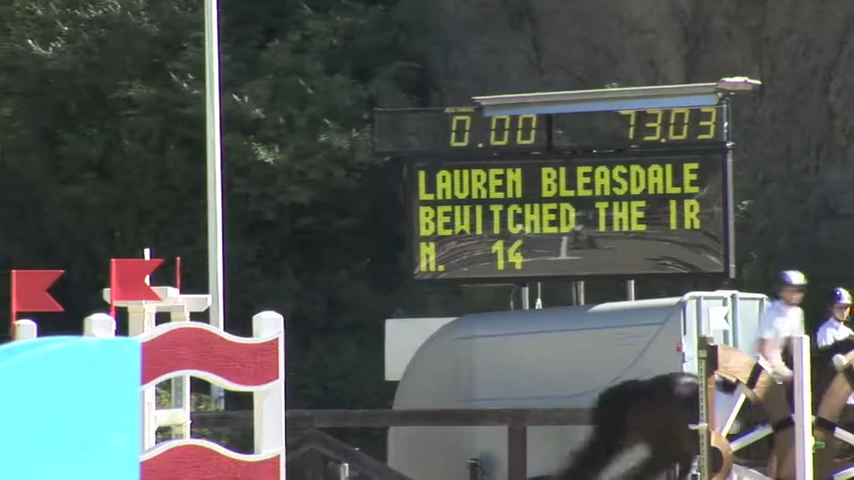 0.00 73.03
LAUREN BLEASDALE
BEWITCHED THE IR
N. 14